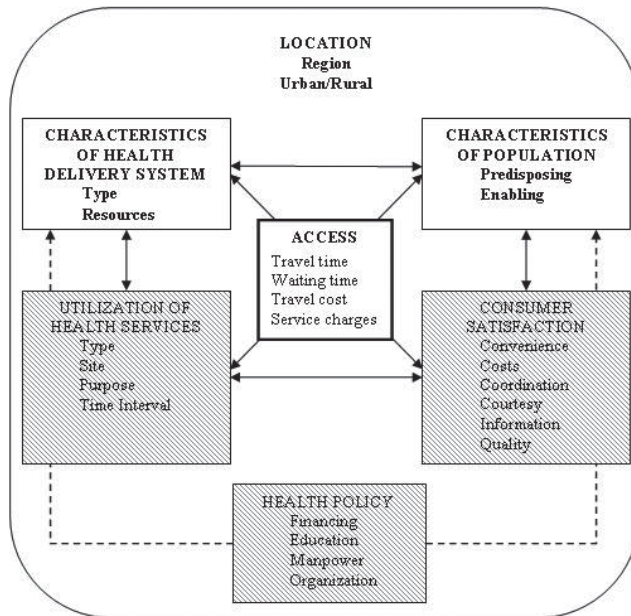 LOCATION
Region
Urban/Rural
CHARACTERISTICS
OF HEALTH
DELIVERY SYSTEM
Type
Resources
CHARACTERISTICS
OF POPULATION
Predisposing
Enabling
ACCESS
Travel time
Waiting time
Travel cost
Service charges
UTILIZATION OF
HEALTH SERVICES
Type
Site
Purpose
Time Interval
CONSUMER
SATISFACTION
Convenience
Costs
Coordination
Courtesy
Information
Quality
HEALTH POLICY
Financing
Education
Manpower
Organization